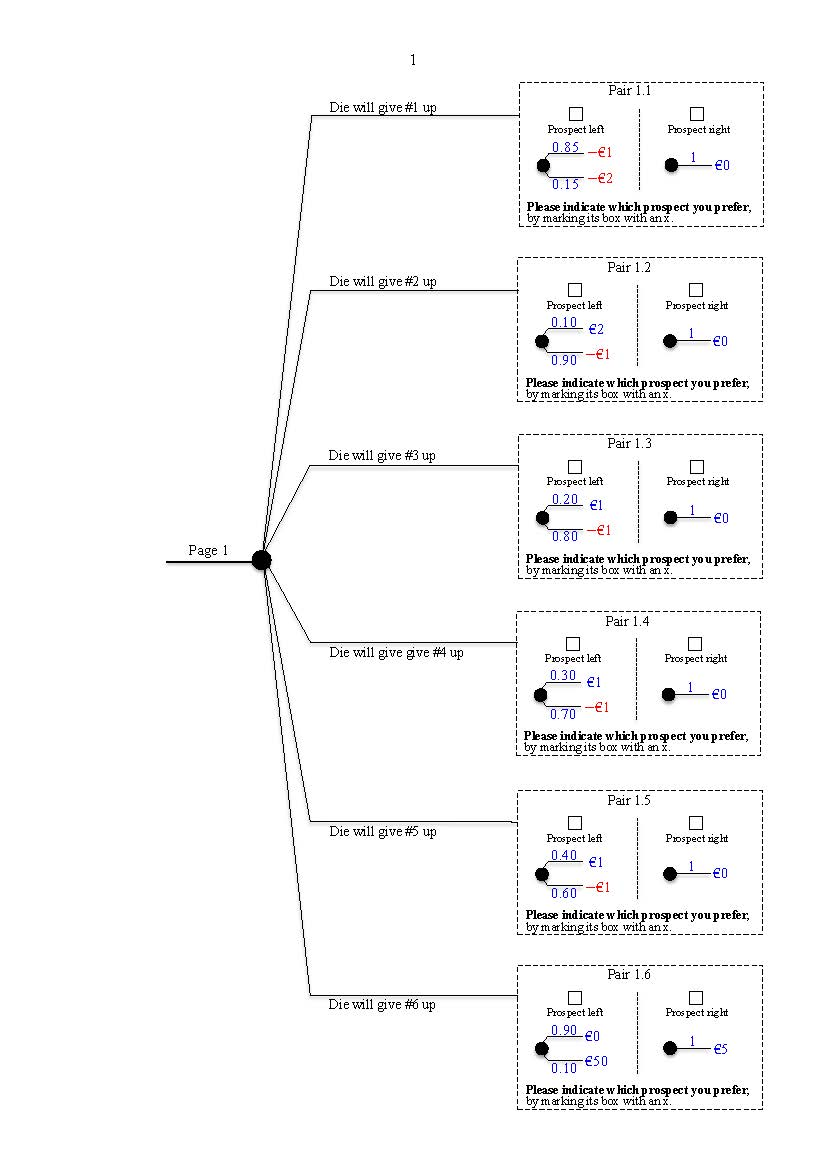 1
Die will give #1 up
Pair 1.1
Prospect left Prospect right
0.85 −€1
0.15 −€2
1 €0
Please indicate which prospect you prefer,
by marking its box with an x.
Die will give #2 up
Pair 1.2
Prospect left Prospect right
0.10 €2
0.90 −€1
1 €0
Please indicate which prospect you prefer,
by marking its box with an x.
Die will give #3 up
Pair 1.3
Prospect left Prospect right
0.20 €1
0.80 −€1
1 €0
Please indicate which prospect you prefer,
by marking its box with an x.
Page 1
Die will give give #4 up
Pair 1.4
Prospect left Prospect right
0.30 €1
0.70 −€1
1 €0
Please indicate which prospect you prefer,
by marking its box with an x.
Die will give #5 up
Pair 1.5
Prospect left Prospect right
0.40 €1
0.60 −€1
1 €0
Please indicate which prospect you prefer,
by marking its box with an x.
Die will give #6 up
Pair 1.6
Prospect left Prospect right
0.90 €0
0.10 €50
1 €5
Please indicate which prospect you prefer,
by marking its box with an x.